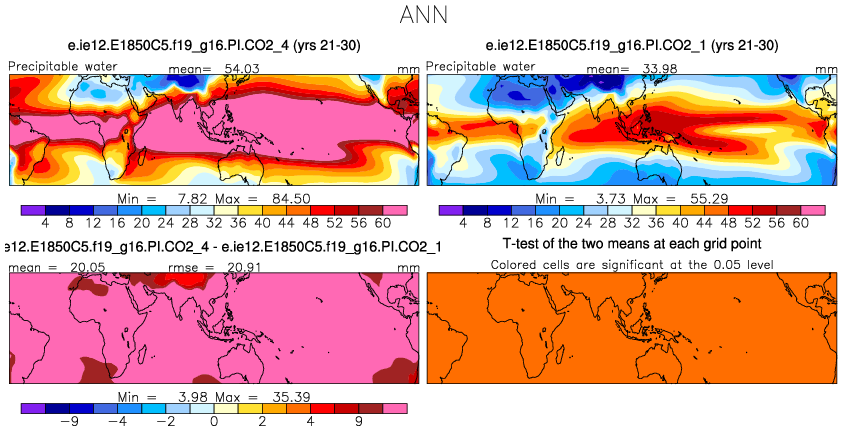 ANN
e.ie12.E1850C5.f19_g16.PI.CO2_4 (yrs 21-30)
Precipitable water mean= 54.03 mm
Min = 7.82 Max = 84.50
4 8 12 16 20 24 28 32 36 40 44 48 52 56 60
e.ie12.E1850C5.f19_g16.PI.CO2_1 (yrs 21-30)
Precipitable water mean= 33.98 mm
Min = 3.73 Max = 55.29
4 8 12 16 20 24 28 32 36 40 44 48 52 56 60
e12.E1850C5.f19_g16.PI.CO2_4 - e.ie12.E1850C5.f19_g16.PI.CO2_1
mean = 20.05 rmse = 20.91 mm
Min = 3.98 Max = 35.39
-9 -4 -2 0 2 4 9
T-test of the two means at each grid point
Colored cells are significant at the 0.05 level